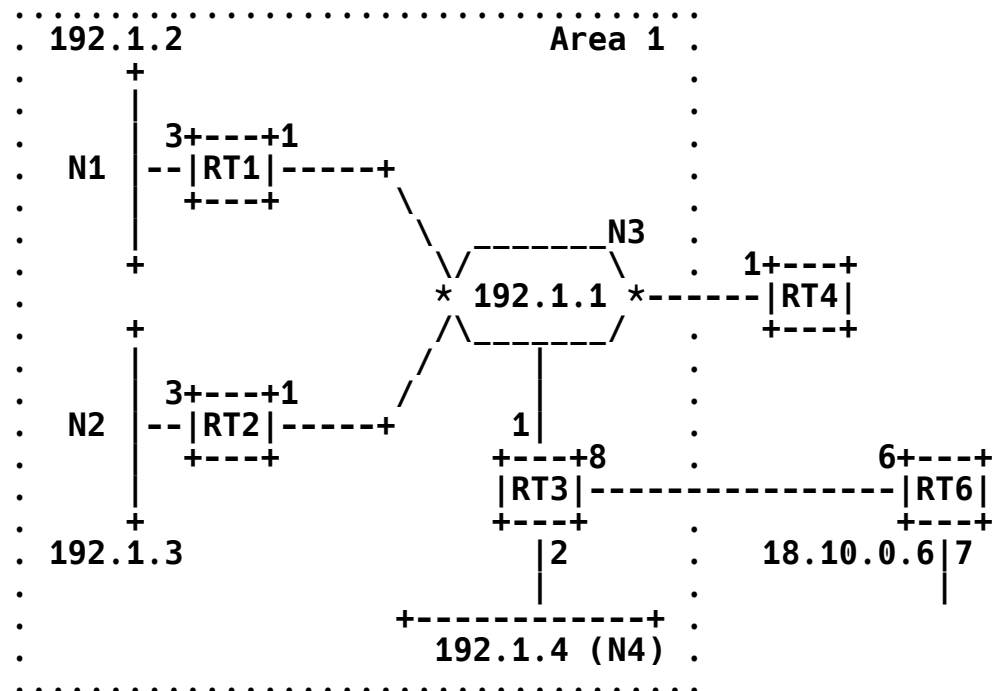 192.1.2 Area 1
3 1
N1 RT1
N3
1
192.1.1 RT4
3 1
N2 RT2 1
8 6
RT3 RT6
192.1.3 2 18.10.0.6 7
192.1.4 (N4)